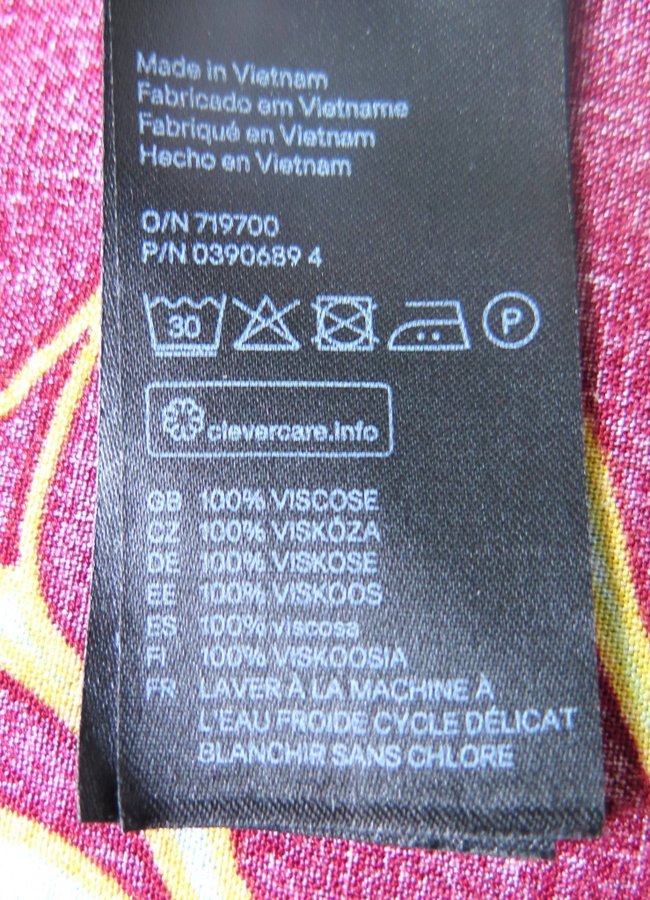 Made in Vietnam
Fabricado em Vietname
Fabriqué en Vietnam
Hecho en Vietnam
O/N 719700
P/N 0390689 4
30
P
clevercare.info
GB 100% VISCOSE
CZ 100% VISKÓZA
DE 100% VISKOSE
EE 100% VISKOOS
ES 100% viscosa
FI 100% VISKOOSIA
FR LAVER À LA MACHINE À
L'EAU FROIDE CYCLE DÉLICAT
BLANCHIR SANS CHLORE